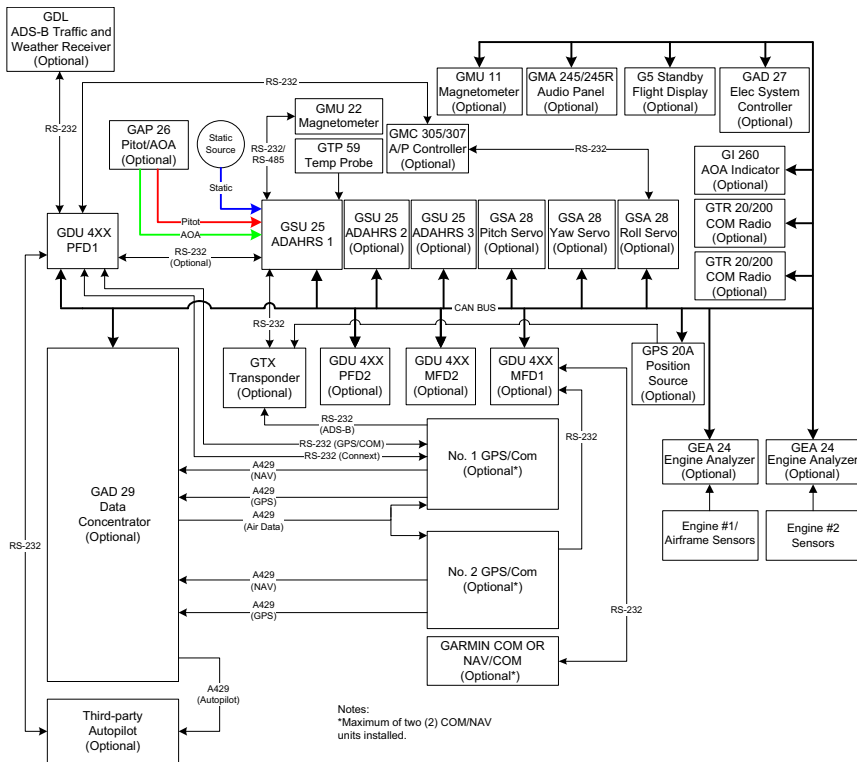 GDL
ADS-B Traffic and
Weather Receiver
(Optional)
RS-232
GMU 11
Magnetometer
(Optional)
GMA 245/245R
Audio Panel
(Optional)
G5 Standby
Flight Display
(Optional)
GAD 27
Elec System
Controller
(Optional)
RS-232
GAP 26
Pitot/AOA
(Optional)
Static
Source
GMU 22
Magnetometer
RS-232/
RS-485
GTP 59
Temp Probe
GMC 305/307
A/P Controller
(Optional)
RS-232
GI 260
AOA Indicator
(Optional)
Static
Pitot
AOA
GDU 4XX
PFD1
RS-232
(Optional)
GSU 25
ADAHRS 1
GSU 25
ADAHRS 2
(Optional)
GSU 25
ADAHRS 3
(Optional)
GSA 28
Pitch Servo
(Optional)
GSA 28
Yaw Servo
(Optional)
GSA 28
Roll Servo
(Optional)
GTR 20/200
COM Radio
(Optional)
GTR 20/200
COM Radio
(Optional)
CAN BUS
RS-232
GTX
Transponder
(Optional)
GDU 4XX
PFD2
(Optional)
GDU 4XX
MFD2
(Optional)
GDU 4XX
MFD1
(Optional)
GPS 20A
Position
Source
(Optional)
RS-232
(ADS-B)
RS-232 (GPS/COM)
RS-232 (Connext)
RS-232
A429
(NAV)
A429
(GPS)
A429
(Air Data)
No. 1 GPS/Com
(Optional*)
GEA 24
Engine Analyzer
(Optional)
GEA 24
Engine Analyzer
(Optional)
GAD 29
Data
Concentrator
(Optional)
Engine #1/
Airframe Sensors
Engine #2
Sensors
RS-232
A429
(NAV)
A429
(GPS)
No. 2 GPS/Com
(Optional*)
RS-232
GARMIN COM OR
NAV/COM
(Optional*)
A429
(Autopilot)
Third-party
Autopilot
(Optional)
Notes:
*Maximum of two (2) COM/NAV
units installed.